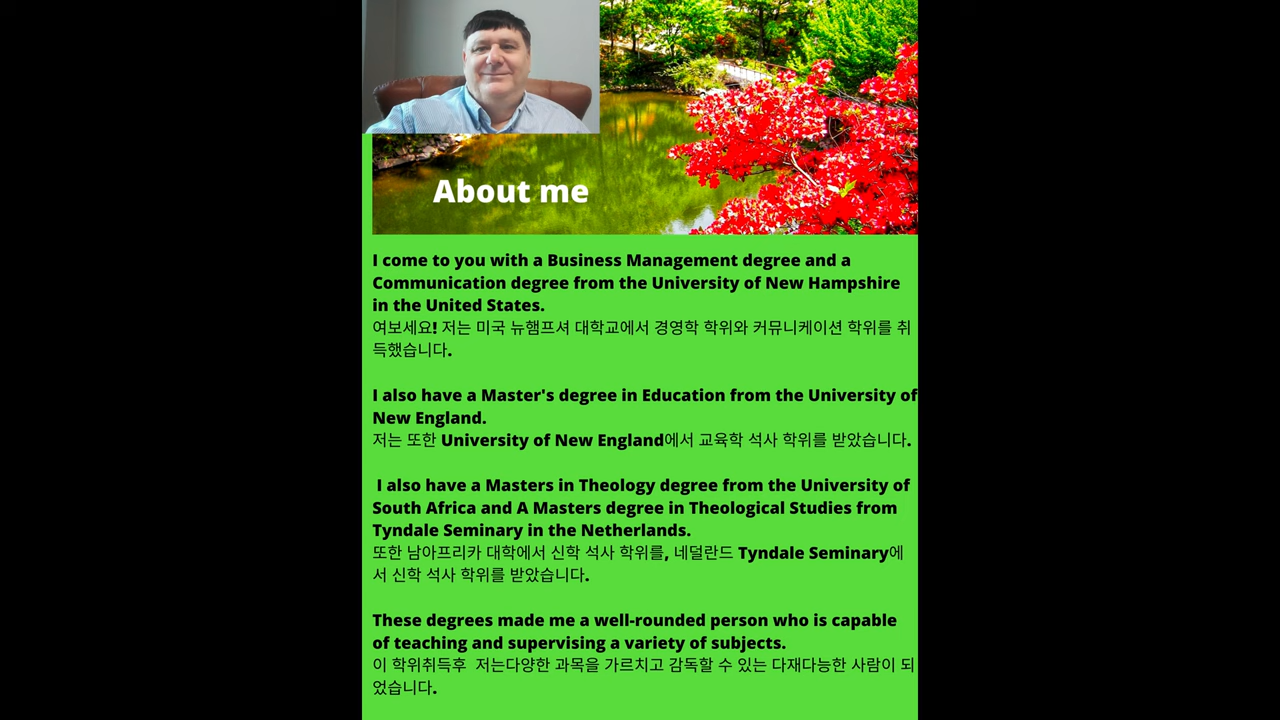 About me
I come to you with a Business Management degree and a
Communication degree from the University of New Hampshire
in the United States.
여보세요! 저는 미국 뉴햄프셔 대학교에서 경영학 학위와 커뮤니케이션 학위를 취
득했습니다.
I also have a Master's degree in Education from the University of
New England.
저는 또한 University of New England에서 교육학 석사 학위를 받았습니다.
I also have a Masters in Theology degree from the University of
South Africa and A Masters degree in Theological Studies from
Tyndale Seminary in the Netherlands.
또한 남아프리카 대학에서 신학 석사 학위를, 네덜란드 Tyndale Seminary에
서 신학 석사 학위를 받았습니다.
These degrees made me a well-rounded person who is capable
of teaching and supervising a variety of subjects.
이 학위취득후 저는다양한 과목을 가르치고 감독할 수 있는 다재다능한 사람이 되
었습니다.